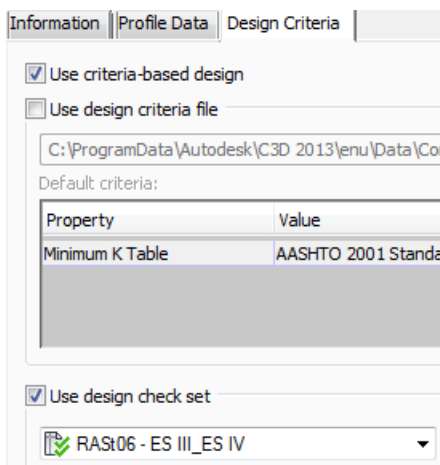 Information Profile Data Design Criteria
Use criteria-based design
Use design criteria file
C:\ProgramData\Autodesk\C3D 2013\enu\Data\Co
Default criteria:
Property Value
Minimum K Table AASHTO 2001 Standa
Use design check set
RASt06 - ES III_ES IV